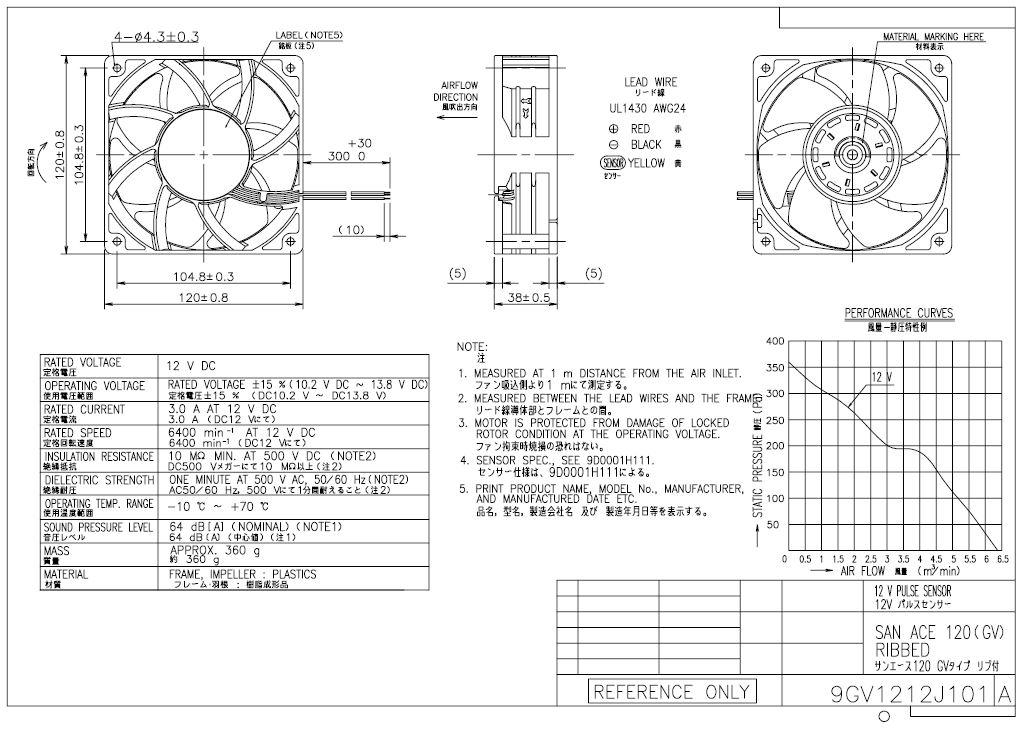 4-ø4.3±0.3
LABEL(NOTE5)
銘板(注5)
回転方向
120±0.8
104.8±0.3
+30
300 0
(10)
104.8±0.3
120±0.8
AIRFLOW
DIRECTION
風吹出方向
(5)
(5)
38±0.5
LEAD WIRE
リード線
UL1430 AWG24
⊕ RED 赤
⊖ BLACK 黒
SENSOR YELLOW 黄
センサー
MATERIAL MARKING HERE
材料表示
RATED VOLTAGE
定格電圧
12 V DC
OPERATING VOLTAGE
使用電圧範囲
RATED VOLTAGE ±15 %(10.2 V DC ~ 13.8 V DC)
定格電圧±15 % (DC10.2 V ~ DC13.8 V)
RATED CURRENT
定格電流
3.0 A AT 12 V DC
3.0 A (DC12 Vにて)
RATED SPEED
定格回転速度
6400 min⁻¹ AT 12 V DC
6400 min⁻¹ (DC12 Vにて)
INSULATION RESISTANCE
絶縁抵抗
10 MΩ MIN. AT 500 V DC (NOTE2)
DC500 Vメガーにて10 MΩ以上(注2)
DIELECTRIC STRENGTH
絶縁耐圧
ONE MINUTE AT 500 V AC, 50/60 Hz(NOTE2)
AC50/60 Hz, 500 Vにて1分間耐えること(注2)
OPERATING TEMP. RANGE
使用温度範囲
-10 ℃ ~ +70 ℃
SOUND PRESSURE LEVEL
音圧レベル
64 dB[A] (NOMINAL) (NOTE1)
64 dB[A] (中心値) (注1)
MASS
質量
APPROX. 360 g
約 360 g
MATERIAL
材質
FRAME, IMPELLER : PLASTICS
フレーム・羽根 : 樹脂成形品
NOTE:
注
1. MEASURED AT 1 m DISTANCE FROM THE AIR INLET.
ファン吸込側より1 mにて測定する。
2. MEASURED BETWEEN THE LEAD WIRES AND THE FRAME.
リード線導体部とフレームとの間。
3. MOTOR IS PROTECTED FROM DAMAGE OF LOCKED
ROTOR CONDITION AT THE OPERATING VOLTAGE.
ファン拘束時焼損の恐れはない。
4. SENSOR SPEC., SEE 9D0001H111.
センサー仕様は、9D0001H111による。
5. PRINT PRODUCT NAME, MODEL No., MANUFACTURER,
AND MANUFACTURED DATE ETC.
品名, 型名, 製造会社名 及び 製造年月日等を表示する。
PERFORMANCE CURVES
風量ー静圧特性例
400
350
300
250
200
150
100
50
12 V
STATIC PRESSURE 静圧 (Pa)
0 0.5 1 1.5 2 2.5 3 3.5 4 4.5 5 5.5 6 6.5
AIR FLOW 風量 (m³/min)
12 V PULSE SENSOR
12V パルスセンサー
SAN ACE 120(GV)
RIBBED
サンエース120 GVタイプ リブ付
REFERENCE ONLY
9GV1212J101 A